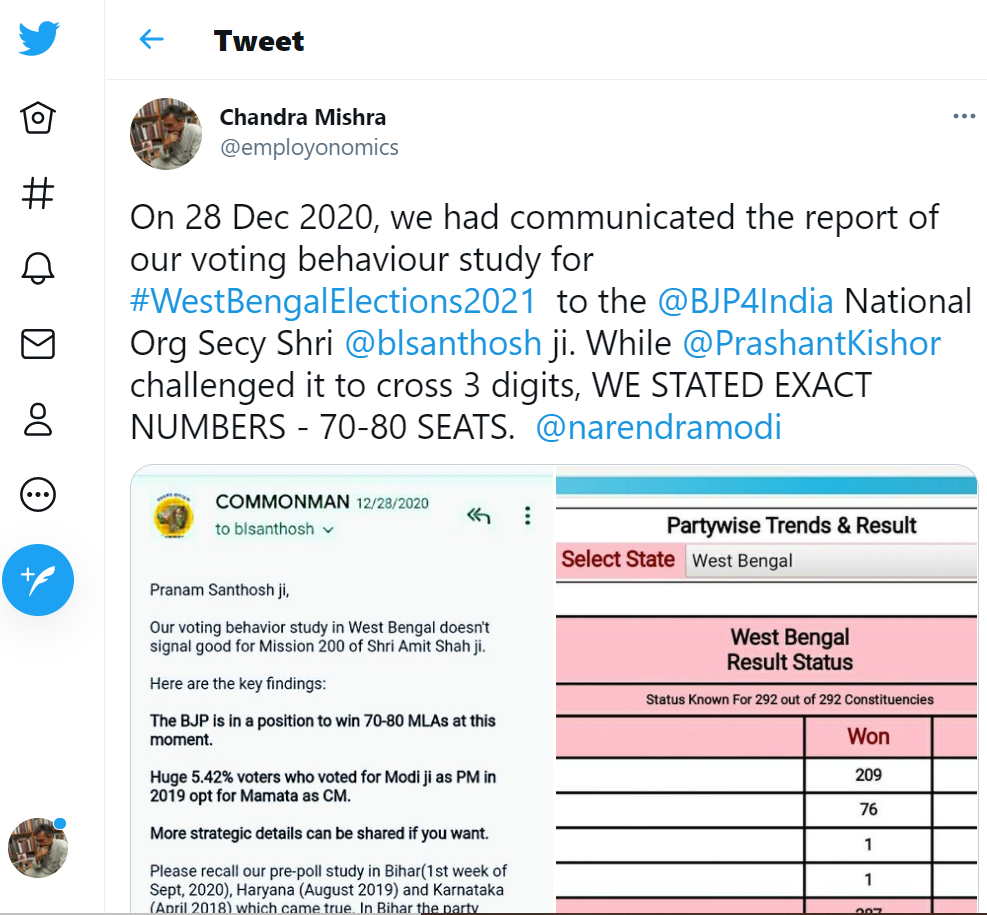 Tweet
Chandra Mishra
@employonomics
On 28 Dec 2020, we had communicated the report of
our voting behaviour study for
#WestBengalElections2021 to the @BJP4India National
Org Secy Shri @blsanthosh ji. While @PrashantKishor
challenged it to cross 3 digits, WE STATED EXACT
NUMBERS - 70-80 SEATS. @narendramodi
COMMONMAN 12/28/2020
to blsanthosh
Pranam Santhosh ji,
Our voting behavior study in West Bengal doesn't
signal good for Mission 200 of Shri Amit Shah ji.
Here are the key findings:
The BJP is in a position to win 70-80 MLAs at this
moment.
Huge 5.42% voters who voted for Modi ji as PM in
2019 opt for Mamata as CM.
More strategic details can be shared if you want.
Please recall our pre-poll study in Bihar(1st week of
Sept, 2020), Haryana (August 2019) and Karnataka
(April 2018) which came true. In Bihar the party
Partywise Trends & Result
Select State West Bengal
West Bengal
Result Status
Status Known For 292 out of 292 Constituencies
Won
209
76
1
1
287